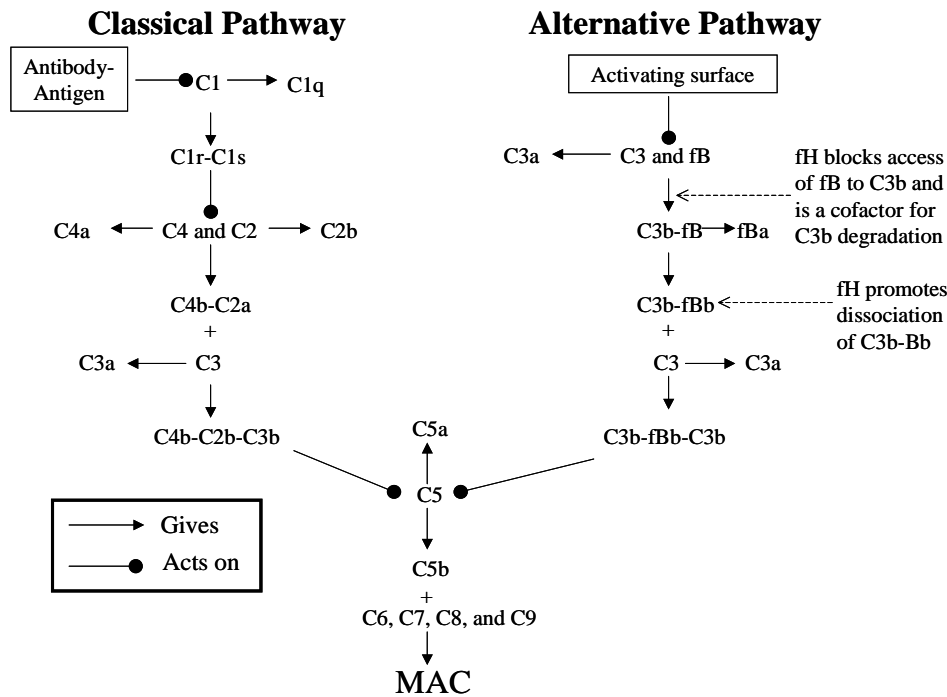 Classical Pathway
Antibody-
Antigen
C1
C1q
C1r-C1s
C4a
C4 and C2
C2b
C4b-C2a
+
C3a
C3
C4b-C2b-C3b
Alternative Pathway
Activating surface
C3a
C3 and fB
fH blocks access
of fB to C3b and
is a cofactor for
C3b degradation
C3b-fB
fBa
C3b-fBb
fH promotes
dissociation
of C3b-Bb
+
C3
C3a
C3b-fBb-C3b
C5a
C5
C5b
+
C6, C7, C8, and C9
MAC
Gives
Acts on